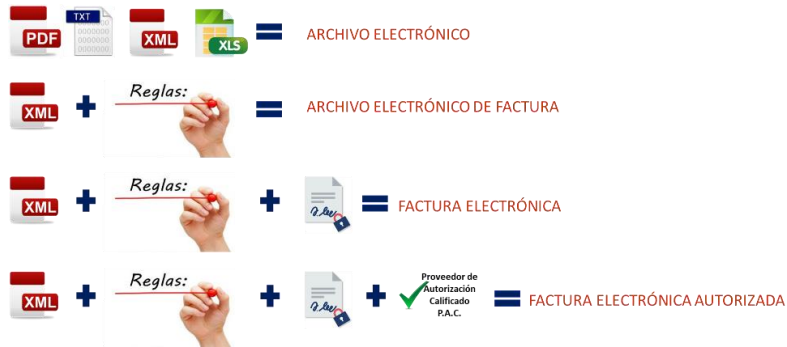 PDF TXT XML XLS ARCHIVO ELECTRÓNICO
XML Reglas: ARCHIVO ELECTRÓNICO DE FACTURA
XML Reglas: FACTURA ELECTRÓNICA
XML Reglas: Proveedor de
Autorización
Calificado
P.A.C.
FACTURA ELECTRÓNICA AUTORIZADA